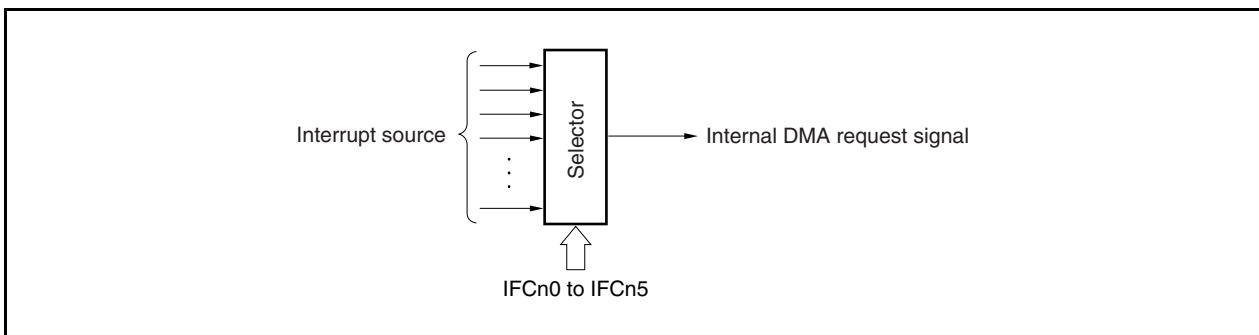 Interrupt source
Selector
Internal DMA request signal
IFCn0 to IFCn5